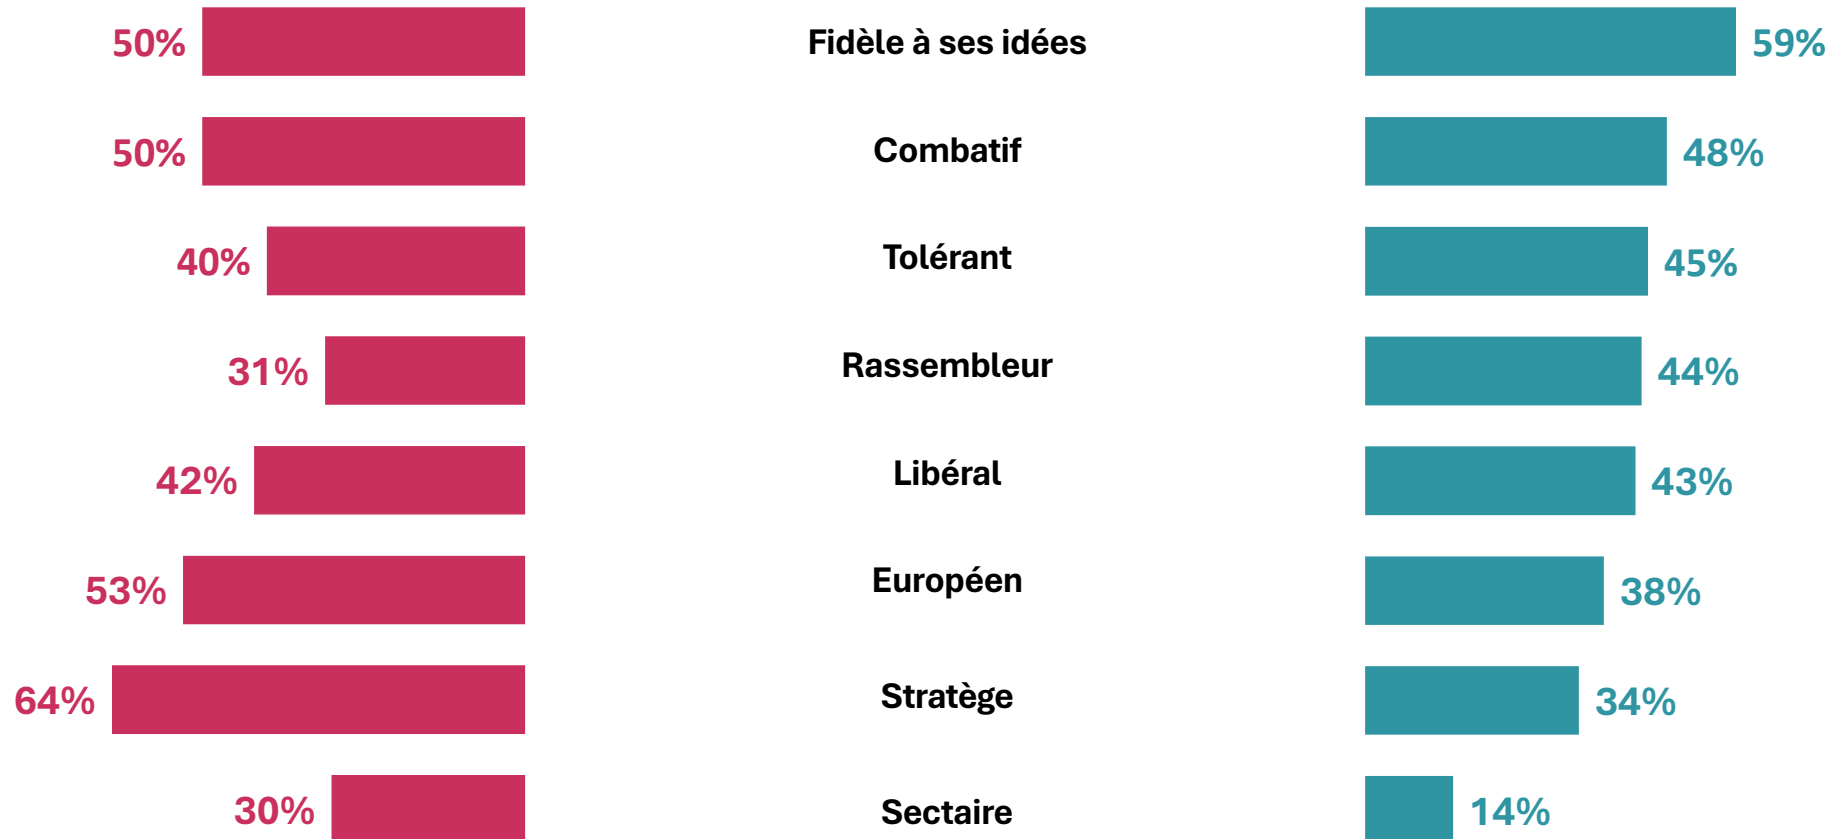 50% Fidèle à ses idées 59%
50% Combatif 48%
40% Tolérant 45%
31% Rassembleur 44%
42% Libéral 43%
53% Européen 38%
64% Stratège 34%
30% Sectaire 14%